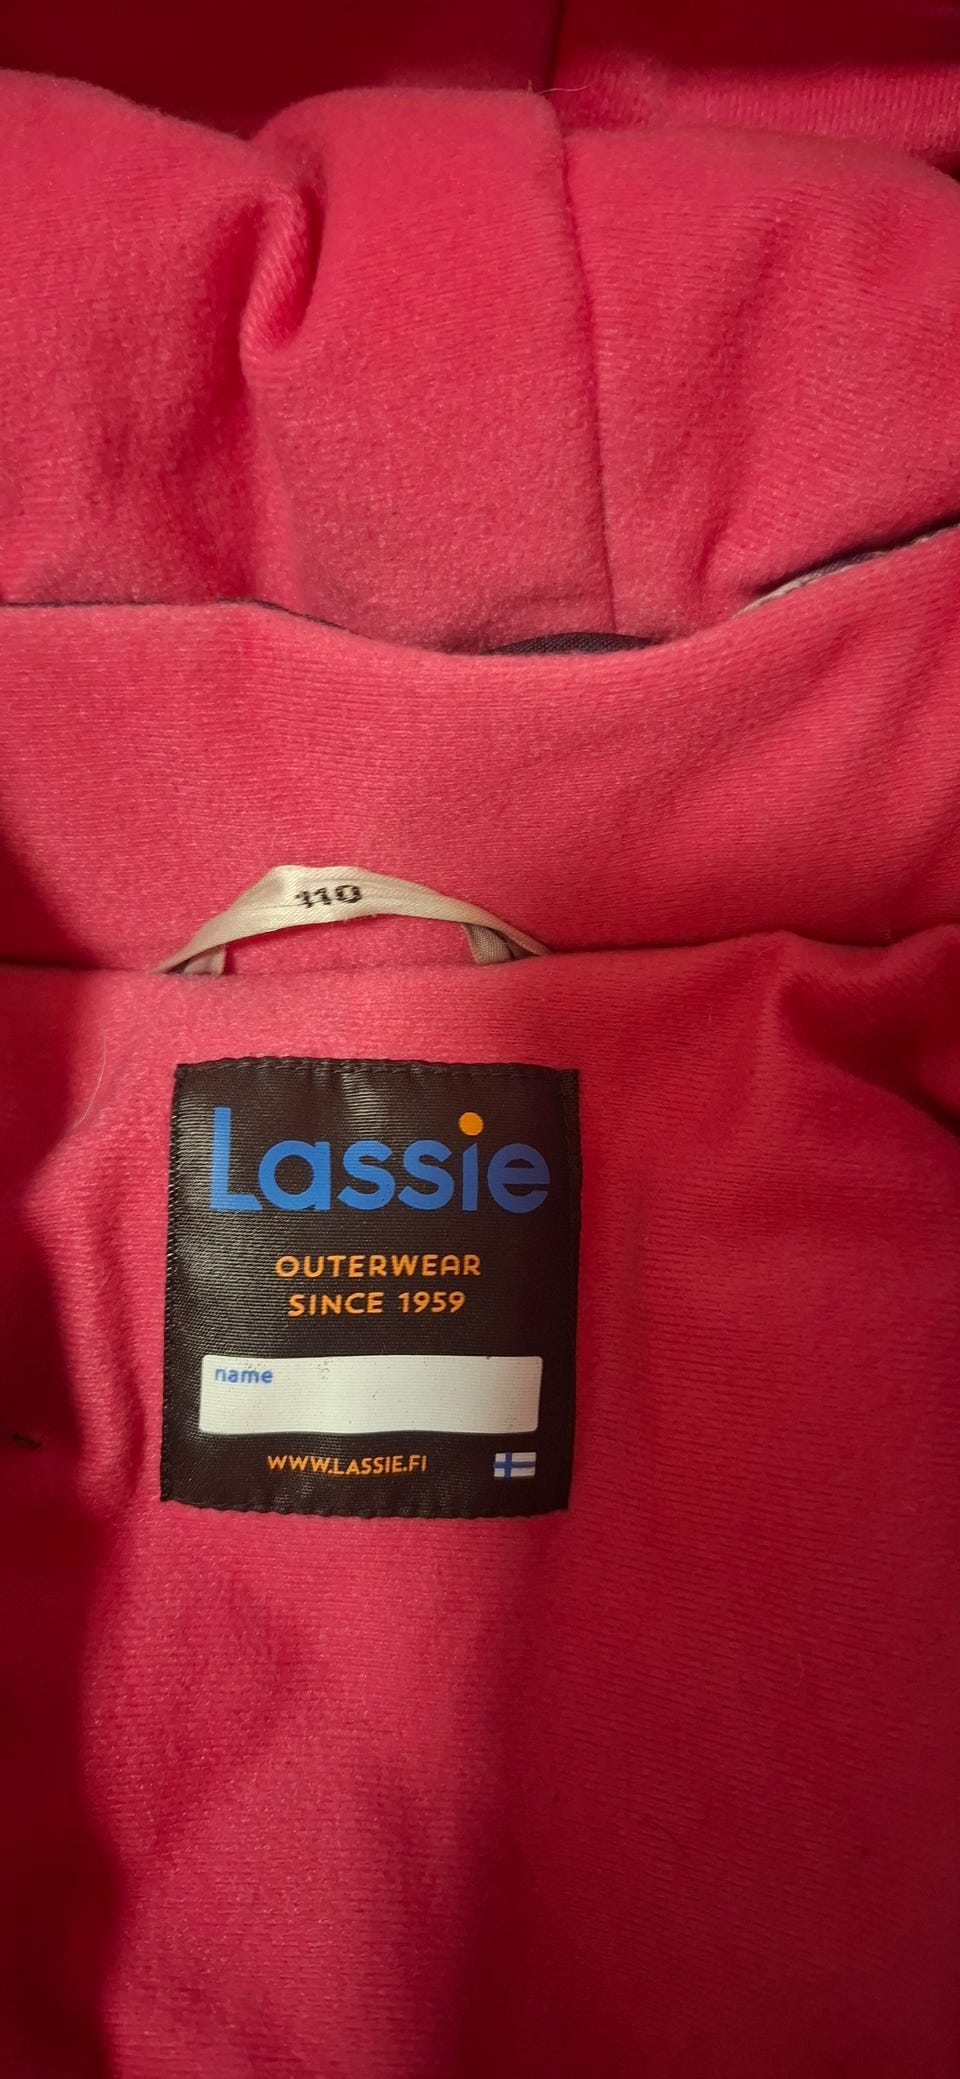 110
Lassie
OUTERWEAR
SINCE 1959
name
WWW.LASSIE.FI